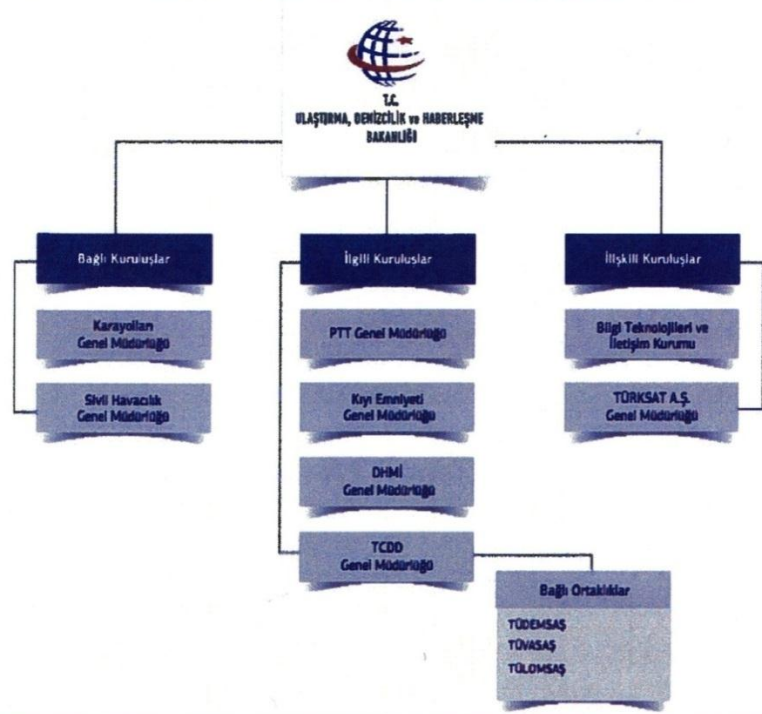 T.C.
ULAŞTIRMA, DENİZCİLİK ve HABERLEŞME
BAKANLIĞI
Bağlı Kuruluşlar
Karayolları
Genel Müdürlüğü
Sivil Havacılık
Genel Müdürlüğü
İlgili Kuruluşlar
PTT Genel Müdürlüğü
Kıyı Emniyeti
Genel Müdürlüğü
DHMİ
Genel Müdürlüğü
TCDD
Genel Müdürlüğü
Bağlı Ortaklıklar
TÜDEMSAŞ
TÜVASAŞ
TÜLOMSAŞ
İlişkili Kuruluşlar
Bilgi Teknolojileri ve
İletişim Kurumu
TÜRKSAT A.Ş.
Genel Müdürlüğü